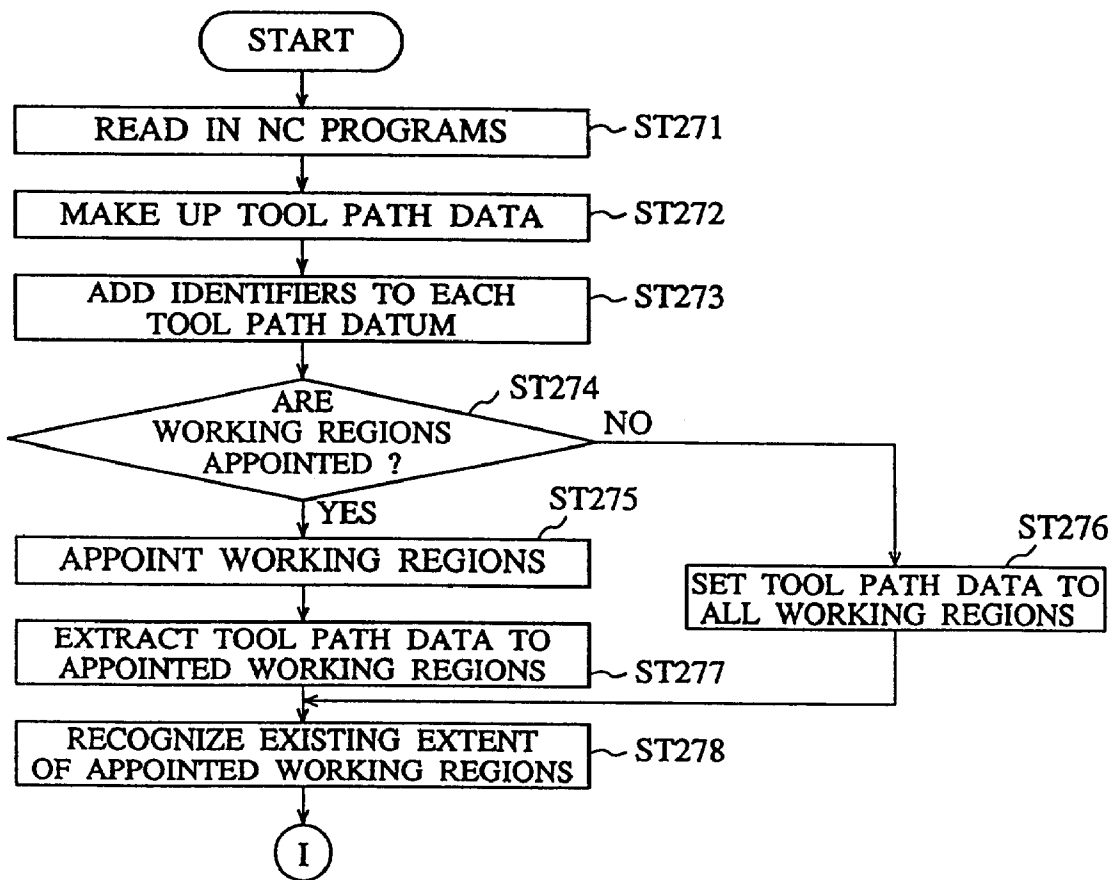 START
READ IN NC PROGRAMS
ST271
MAKE UP TOOL PATH DATA
ST272
ADD IDENTIFIERS TO EACH
TOOL PATH DATUM
ST273
ST274
ARE
WORKING REGIONS
APPOINTED ?
NO
YES
ST275
APPOINT WORKING REGIONS
ST276
SET TOOL PATH DATA TO
ALL WORKING REGIONS
EXTRACT TOOL PATH DATA TO
APPOINTED WORKING REGIONS
ST277
RECOGNIZE EXISTING EXTENT
OF APPOINTED WORKING REGIONS
ST278
I